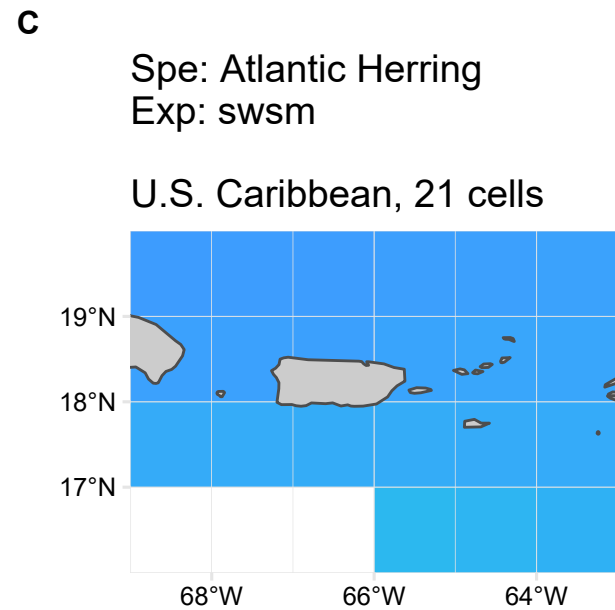 C
Spe: Atlantic Herring
Exp: swsm
U.S. Caribbean, 21 cells
19°N
18°N
17°N
68°W 66°W 64°W